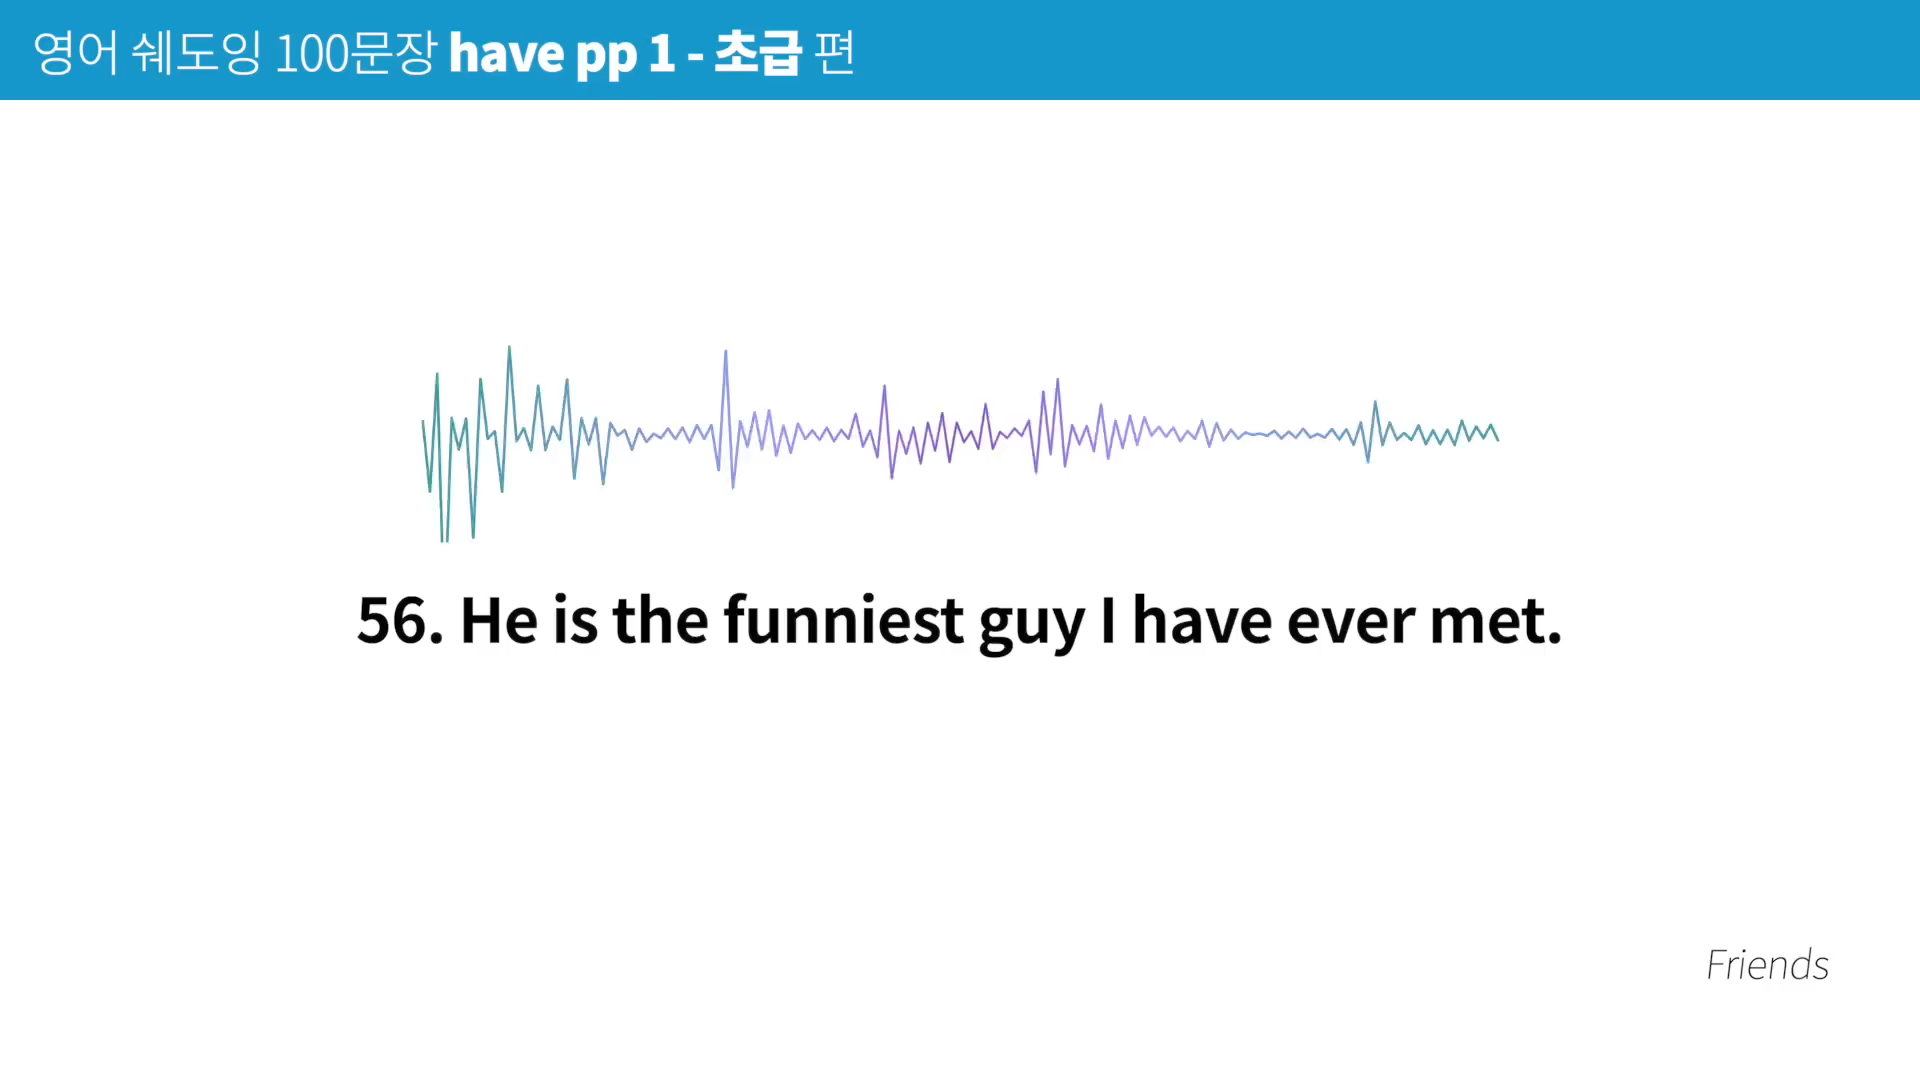 영어 쉐도잉 100문장 have pp 1 - 초급 편
56. He is the funniest guy I have ever met.
Friends